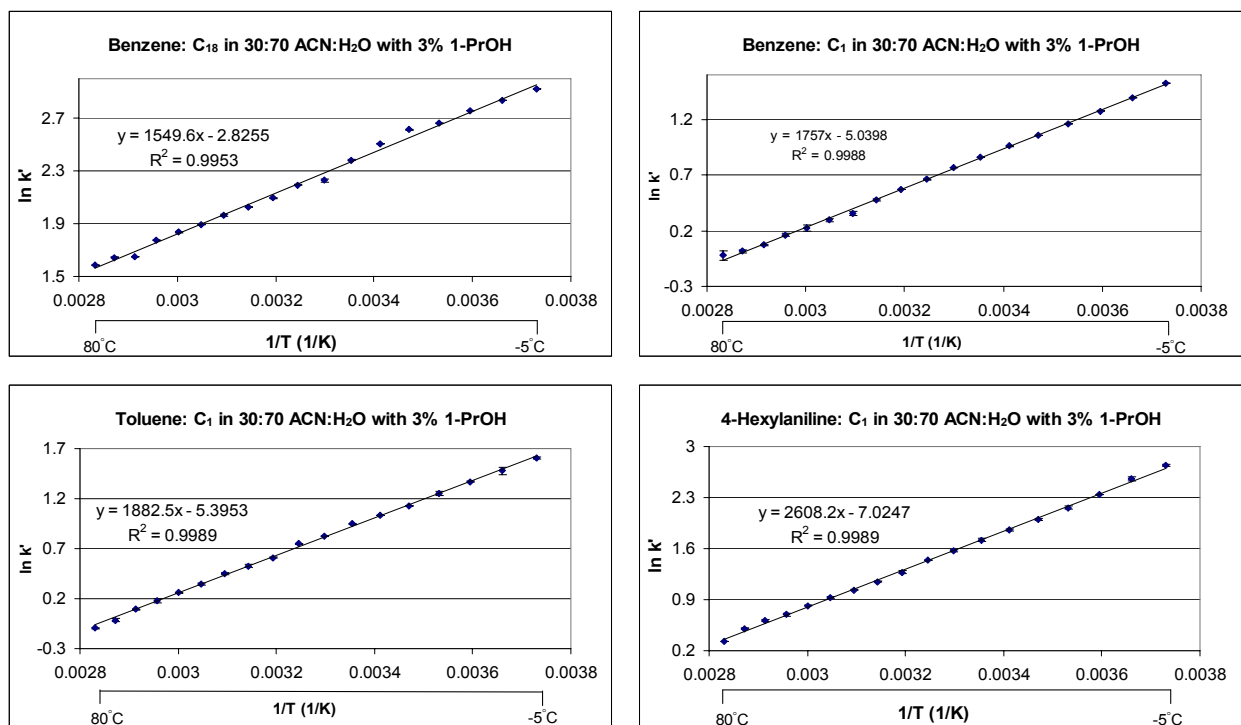 Benzene: C₁₈ in 30:70 ACN:H₂O with 3% 1-PrOH
2.7
y = 1549.6x - 2.8255
R² = 0.9953
2.3
ln k'
1.9
1.5
0.0028 0.003 0.0032 0.0034 0.0036 0.0038
80°C 1/T (1/K) -5°C
Benzene: C₁ in 30:70 ACN:H₂O with 3% 1-PrOH
1.2
y = 1757x - 5.0398
R² = 0.9988
0.7
ln k'
0.2
-0.3
0.0028 0.003 0.0032 0.0034 0.0036 0.0038
80°C 1/T (1/K) -5°C
Toluene: C₁ in 30:70 ACN:H₂O with 3% 1-PrOH
1.7
1.2
y = 1882.5x - 5.3953
R² = 0.9989
0.7
ln k'
0.2
-0.3
0.0028 0.003 0.0032 0.0034 0.0036 0.0038
80°C 1/T (1/K) -5°C
4-Hexylaniline: C₁ in 30:70 ACN:H₂O with 3% 1-PrOH
3
2.3
y = 2608.2x - 7.0247
R² = 0.9989
1.6
ln k'
0.9
0.2
0.0028 0.003 0.0032 0.0034 0.0036 0.0038
80°C 1/T (1/K) -5°C